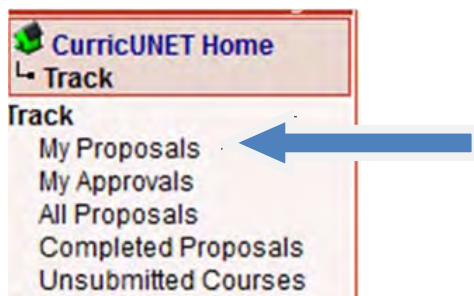 CurricUNET Home
Track
Track
My Proposals
My Approvals
All Proposals
Completed Proposals
Unsubmitted Courses